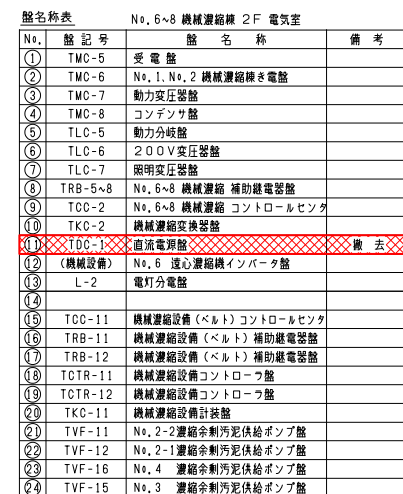 盤名称表 No.6~8 機械濃縮棟 2F 電気室
No. 盤記号 盤名称 備考
① TMC-5 受電盤
② TMC-6 No.1、No.2 機械濃縮棟き電盤
③ TMC-7 動力変圧器盤
④ TMC-8 コンデンサ盤
⑤ TLC-5 動力分岐盤
⑥ TLC-6 200V変圧器盤
⑦ TLC-7 照明変圧器盤
⑧ TRB-5~8 No.6~8 機械濃縮 補助継電器盤
⑨ TCC-2 No.6~8 機械濃縮 コントロールセンタ
⑩ TKC-2 機械濃縮変換器盤
⑪ TDC-1 直流電源盤 撤去
⑫ (機械設備) No.6 遠心濃縮機インバータ盤
⑬ L-2 電灯分電盤
⑭
⑮ TCC-11 機械濃縮設備(ベルト)コントロールセンタ
⑯ TRB-11 機械濃縮設備(ベルト)補助継電器盤
⑰ TRB-12 機械濃縮設備(ベルト)補助継電器盤
⑱ TCTR-11 機械濃縮設備コントローラ盤
⑲ TCTR-12 機械濃縮設備コントローラ盤
⑳ TKC-11 機械濃縮設備計装盤
㉑ TVF-11 No.2-2濃縮余剰汚泥供給ポンプ盤
㉒ TVF-12 No.2-1濃縮余剰汚泥供給ポンプ盤
㉓ TVF-16 No.4 濃縮余剰汚泥供給ポンプ盤
㉔ TVF-15 No.3 濃縮余剰汚泥供給ポンプ盤